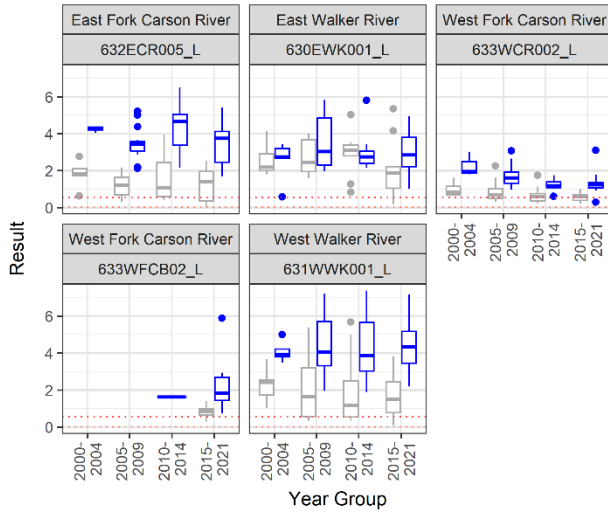 East Fork Carson River
East Walker River
West Fork Carson River
632ECR005_L
630EWK001_L
633WCR002_L
6
4
2
0
2000-
2004
2005-
2009
2010-
2014
2015-
2021
West Fork Carson River
West Walker River
633WFCB02_L
631WWK001_L
6
4
2
0
2000-
2004
2005-
2009
2010-
2014
2015-
2021
2000-
2004
2005-
2009
2010-
2014
2015-
2021
Result
Year Group